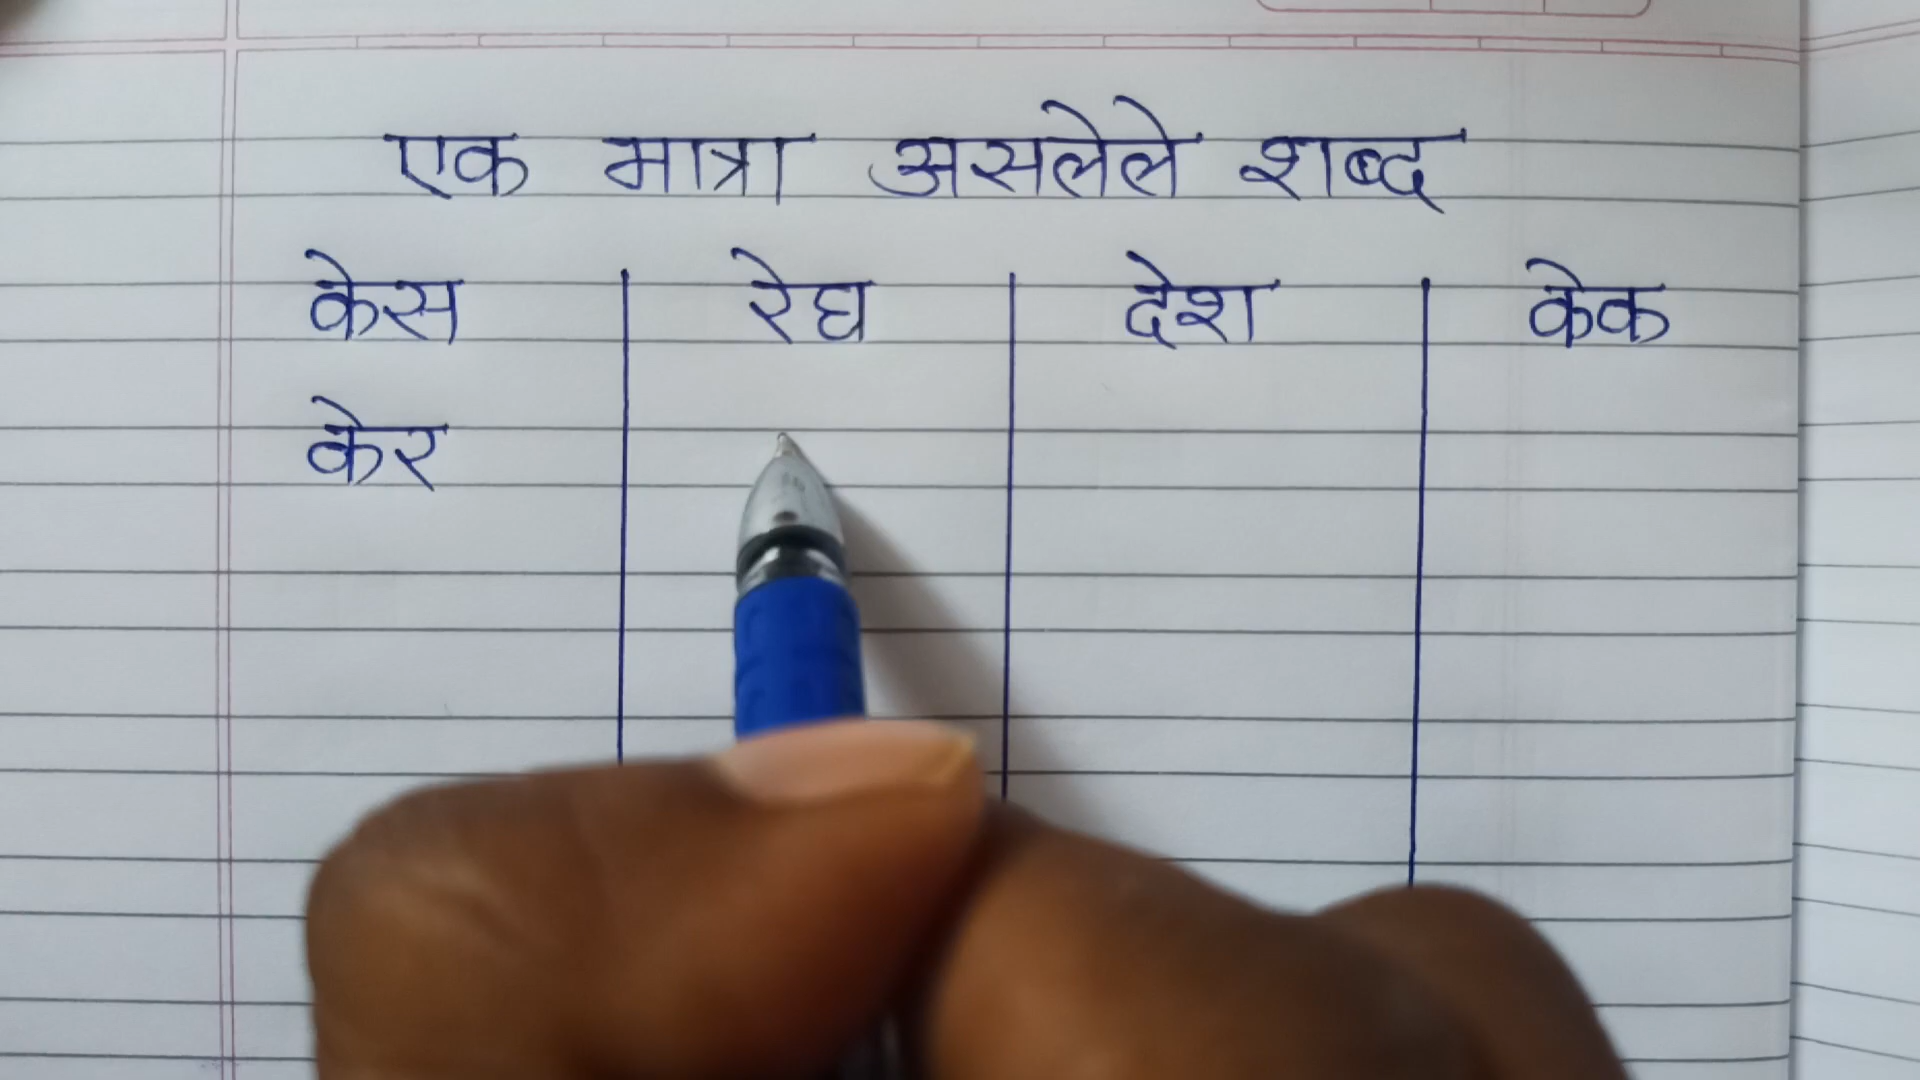 एक मात्रा असलेले शब्द
केस रेघ देश केक
केर